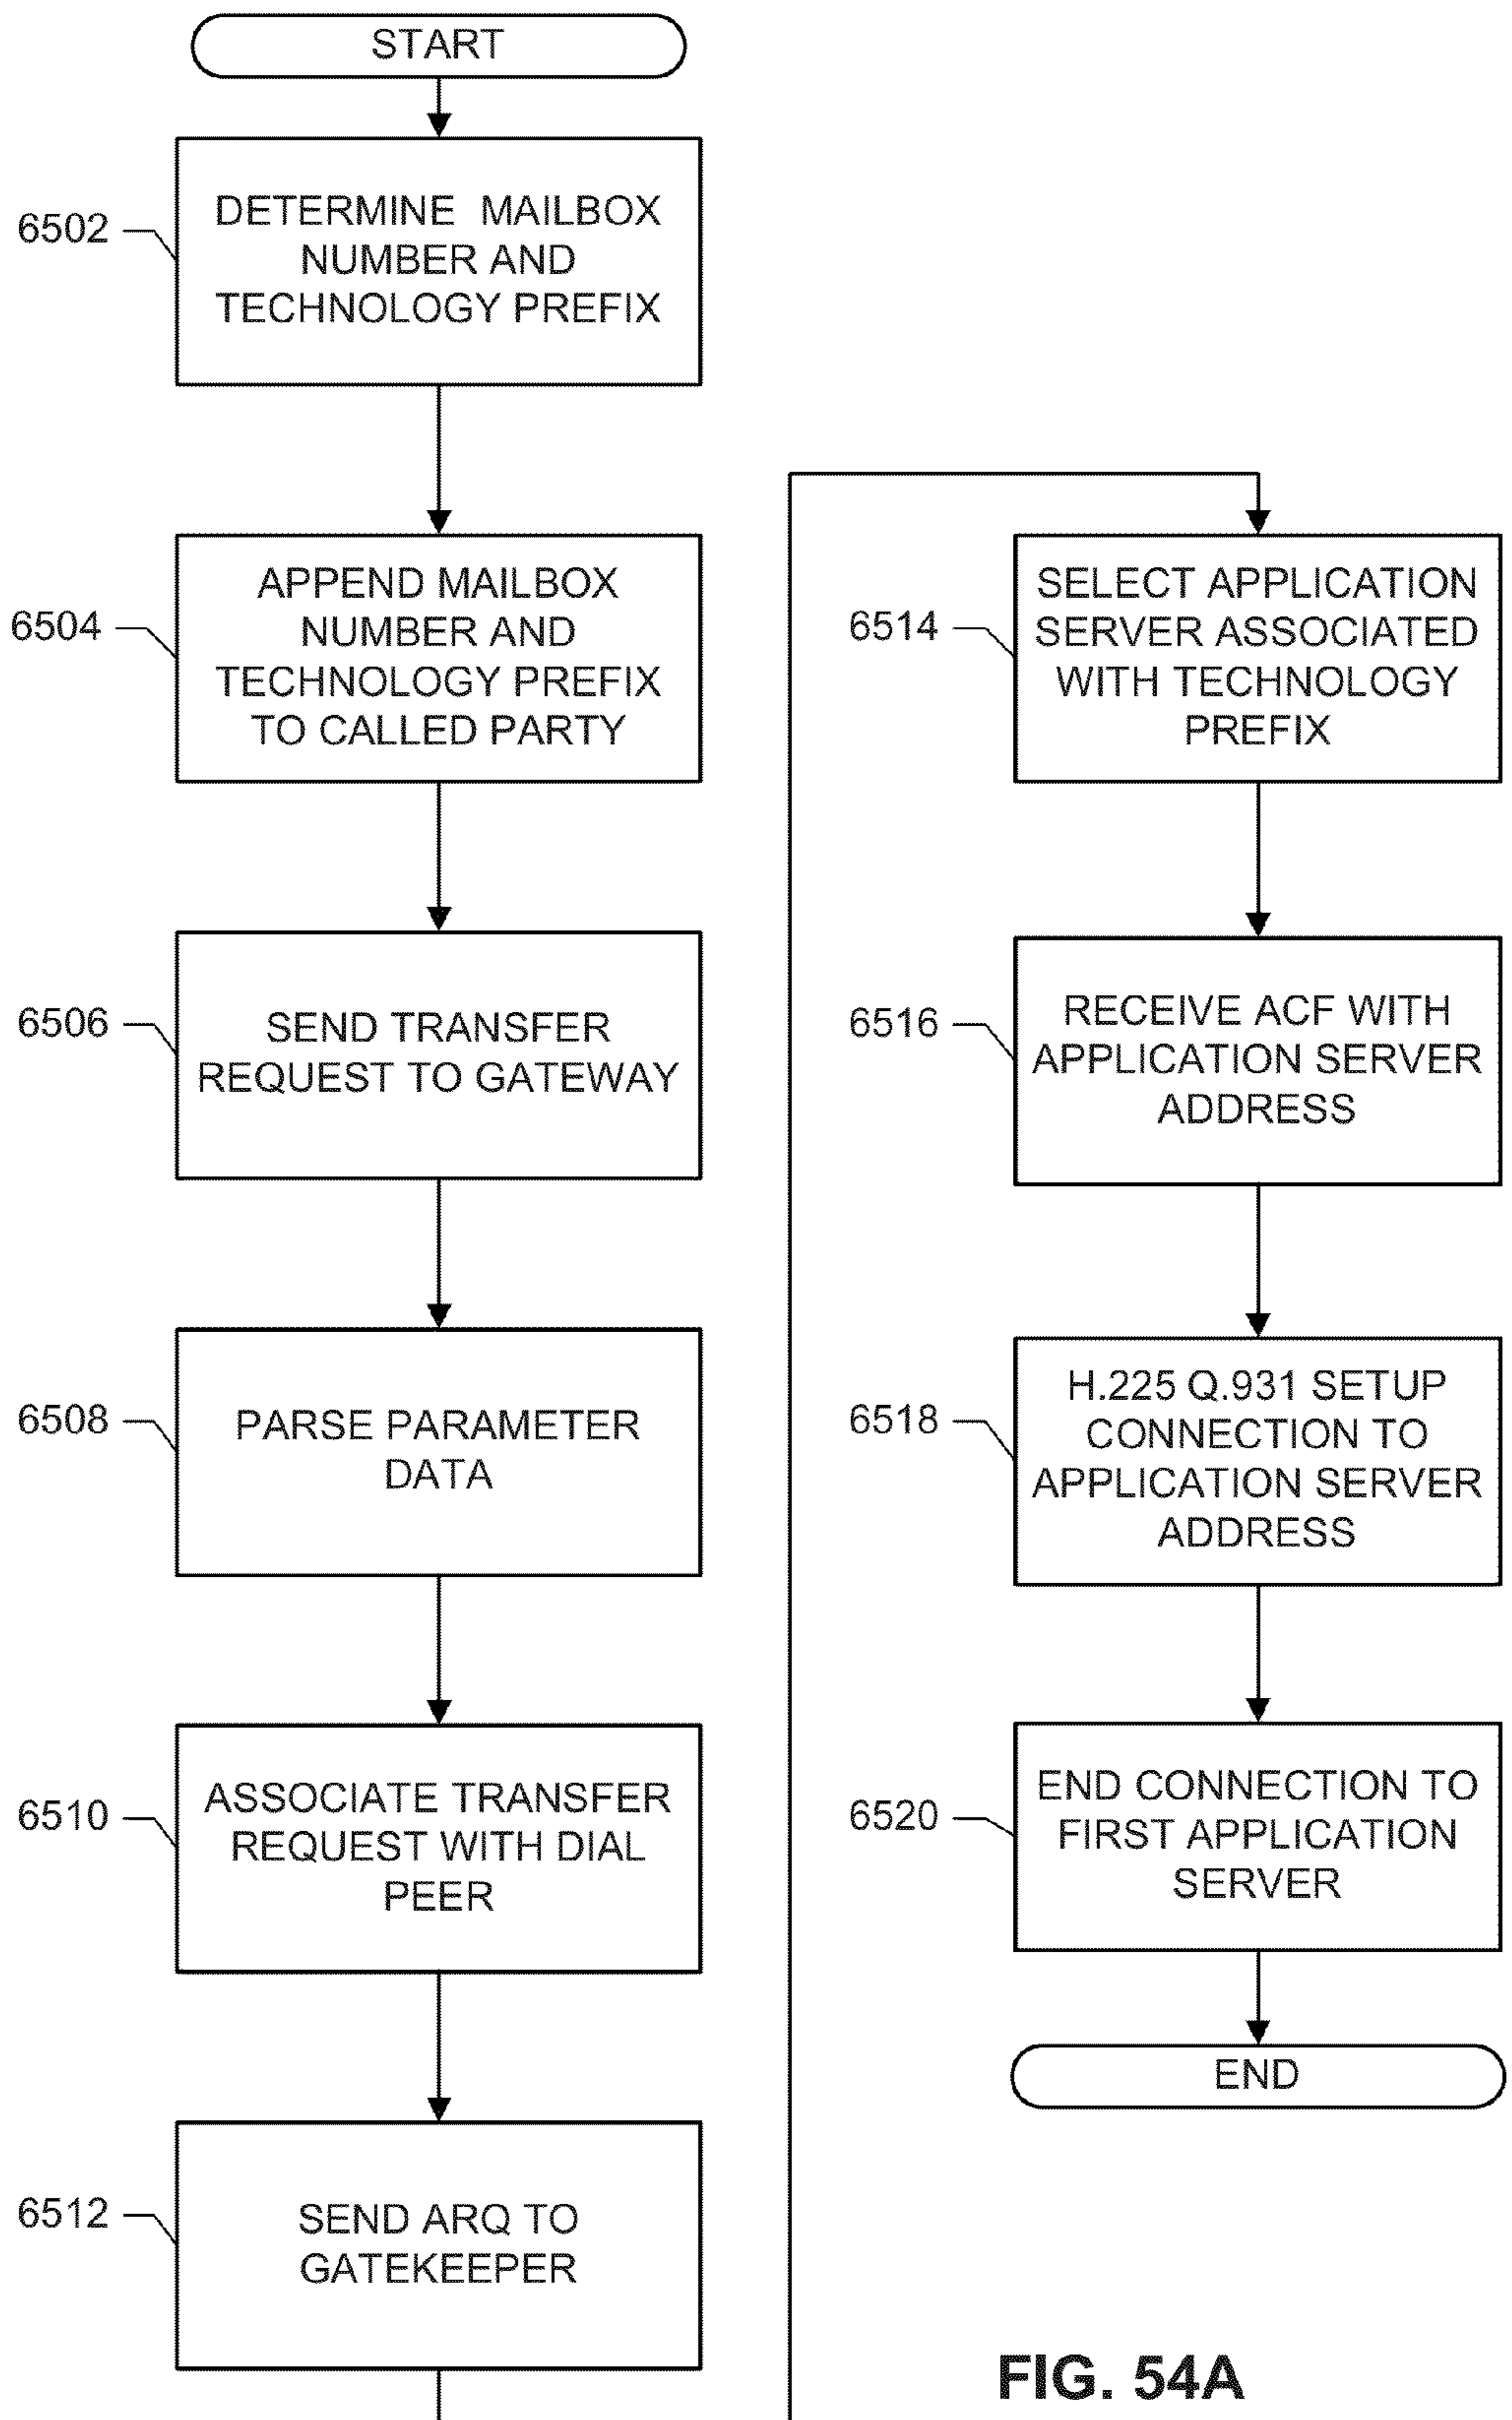 START
6502
DETERMINE MAILBOX
NUMBER AND
TECHNOLOGY PREFIX
6504
APPEND MAILBOX
NUMBER AND
TECHNOLOGY PREFIX
TO CALLED PARTY
6506
SEND TRANSFER
REQUEST TO GATEWAY
6508
PARSE PARAMETER
DATA
6510
ASSOCIATE TRANSFER
REQUEST WITH DIAL
PEER
6512
SEND ARQ TO
GATEKEEPER
6514
SELECT APPLICATION
SERVER ASSOCIATED
WITH TECHNOLOGY
PREFIX
6516
RECEIVE ACF WITH
APPLICATION SERVER
ADDRESS
6518
H.225 Q.931 SETUP
CONNECTION TO
APPLICATION SERVER
ADDRESS
6520
END CONNECTION TO
FIRST APPLICATION
SERVER
END
FIG. 54A